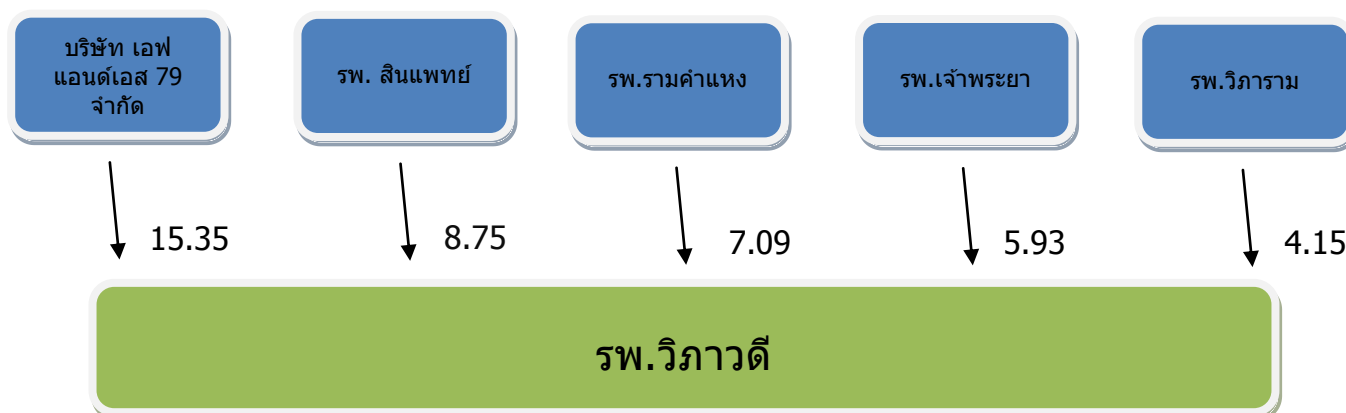 บริษัท เอฟ
แอนด์เอส 79
จำกัด
รพ. สินแพทย์
รพ.รามคำแหง
รพ.เจ้าพระยา
รพ.วิภาราม
15.35
8.75
7.09
5.93
4.15
รพ.วิภาวดี